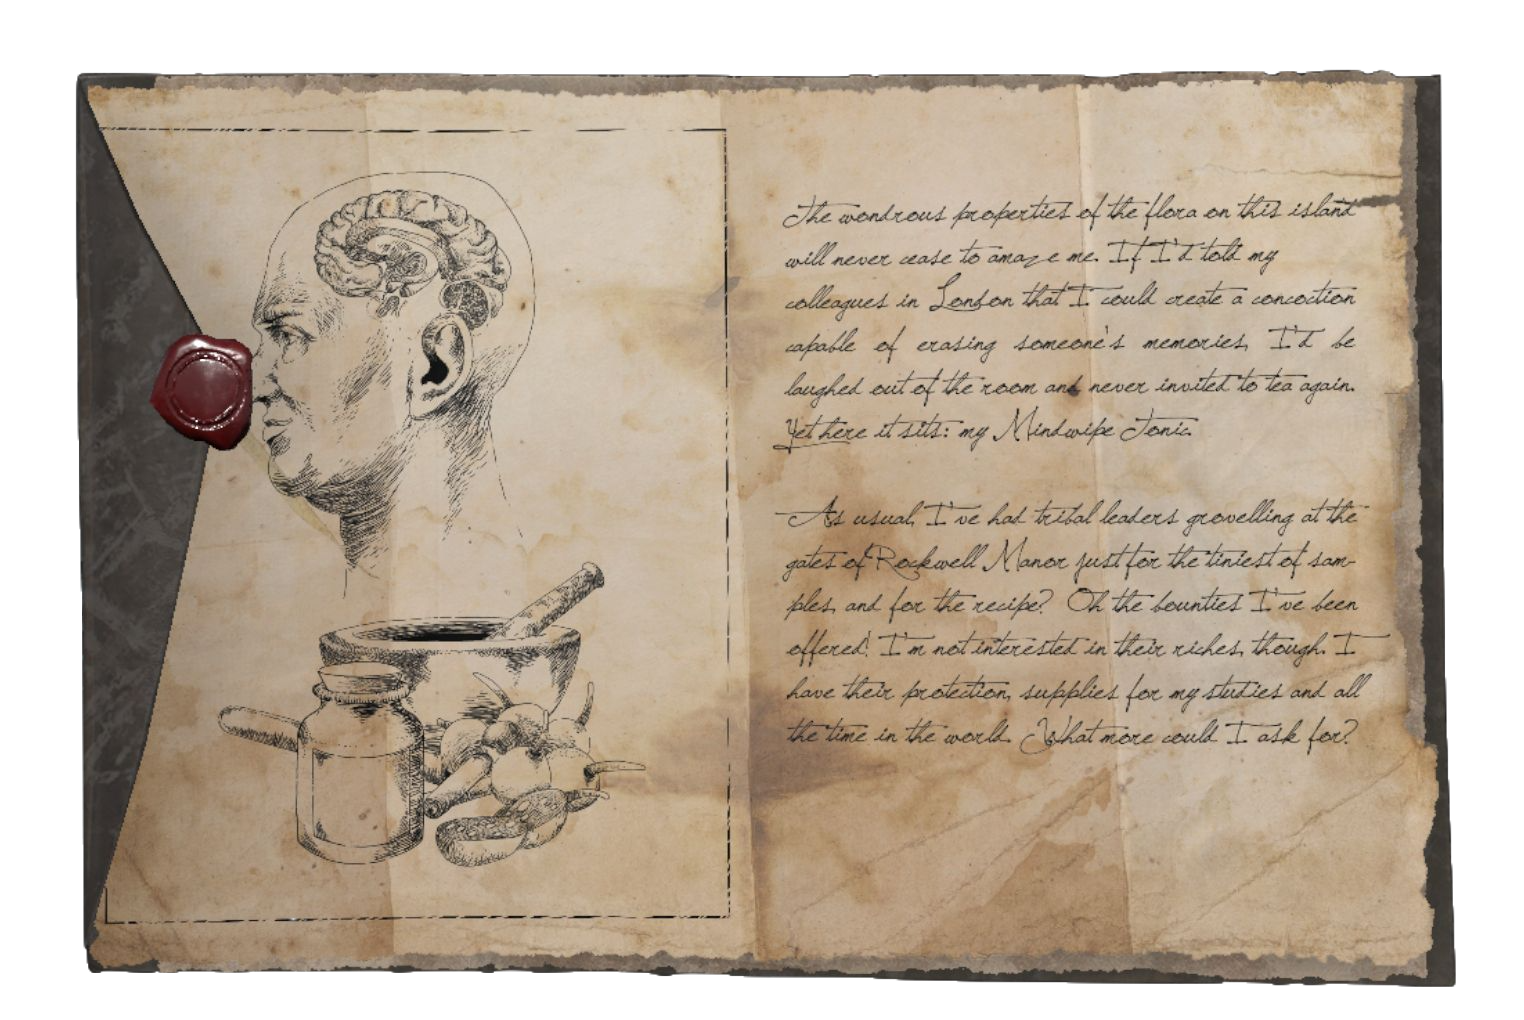 The wondrous properties of the flora on this island
will never cease to amaze me. If I'd told my
colleagues in London that I could create a concoction
capable of erasing someone's memories, I'd be
laughed out of the room and never invited to tea again.
Yet here it sits: my Mindwipe Tonic.
As usual, I've had tribal leaders grovelling at the
gates of Rockwell Manor just for the tiniest of sam-
ples, and for the recipe? Oh the bounties I've been
offered! I'm not interested in their riches, though. I
have their protection, supplies for my studies and all
the time in the world. What more could I ask for?